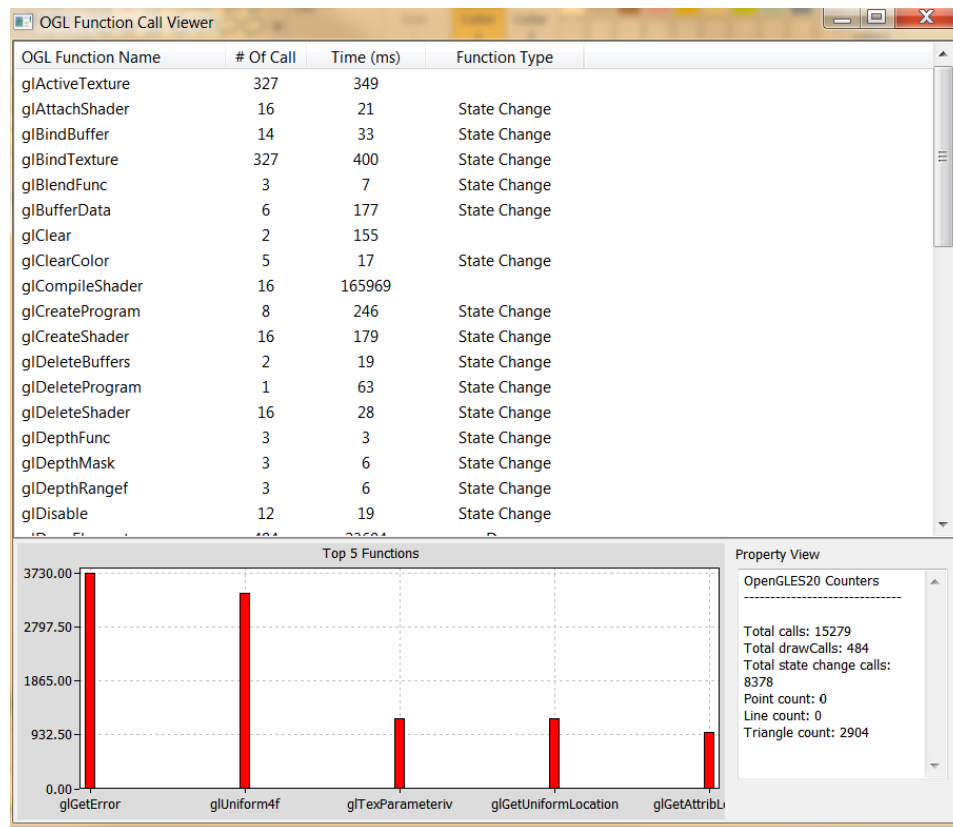 OGL Function Call Viewer
OGL Function Name # Of Call Time (ms) Function Type
glActiveTexture 327 349
glAttachShader 16 21 State Change
glBindBuffer 14 33 State Change
glBindTexture 327 400 State Change
glBlendFunc 3 7 State Change
glBufferData 6 177 State Change
glClear 2 155
glClearColor 5 17 State Change
glCompileShader 16 165969
glCreateProgram 8 246 State Change
glCreateShader 16 179 State Change
glDeleteBuffers 2 19 State Change
glDeleteProgram 1 63 State Change
glDeleteShader 16 28 State Change
glDepthFunc 3 3 State Change
glDepthMask 3 6 State Change
glDepthRangef 3 6 State Change
glDisable 12 19 State Change
Top 5 Functions
3730.00
2797.50
1865.00
932.50
0.00
glGetError glUniform4f glTexParameteriv glGetUniformLocation glGetAttribL
Property View
OpenGLES20 Counters
------------------------------
Total calls: 15279
Total drawCalls: 484
Total state change calls:
8378
Point count: 0
Line count: 0
Triangle count: 2904